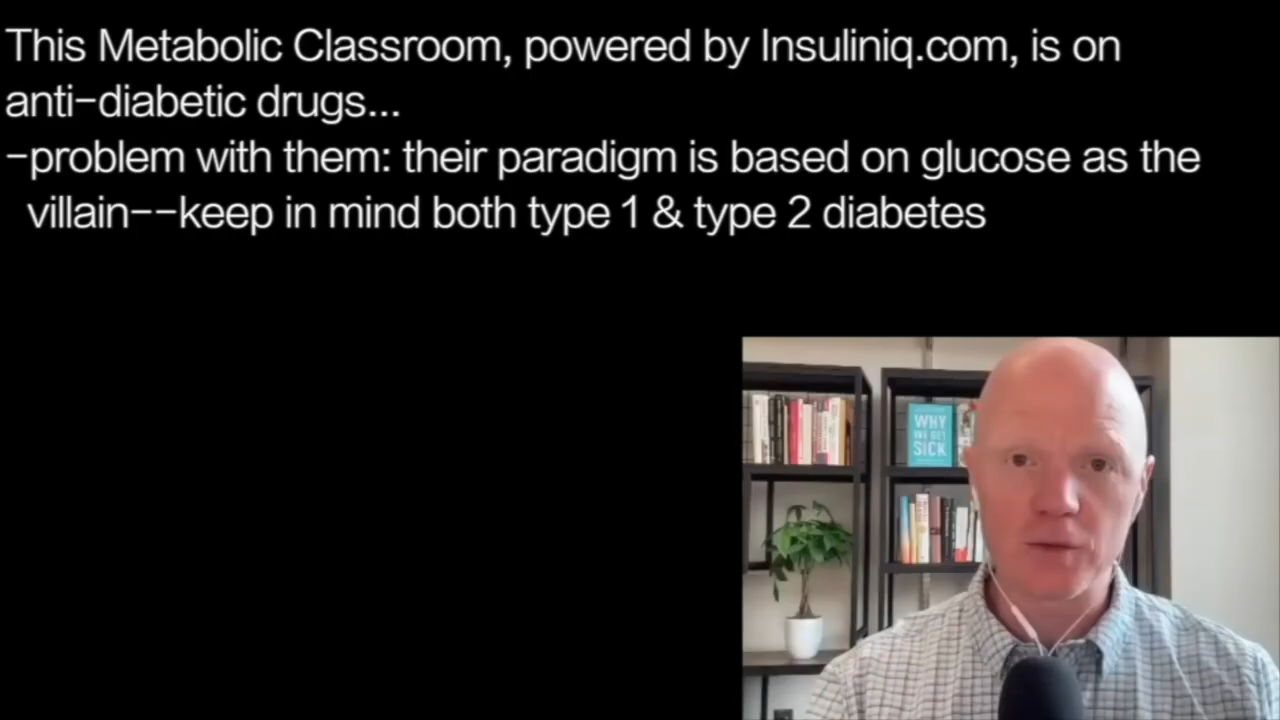 This Metabolic Classroom, powered by Insuliniq.com, is on
anti-diabetic drugs...
-problem with them: their paradigm is based on glucose as the
villain--keep in mind both type 1 & type 2 diabetes
WHY
WE GET
SICK